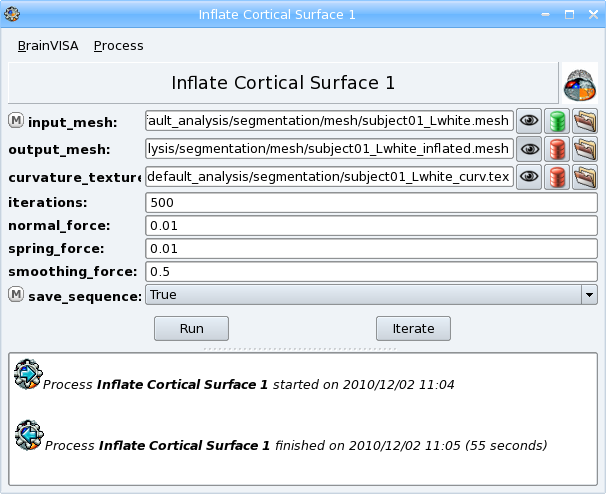 Inflate Cortical Surface 1
BrainVISA Process
Inflate Cortical Surface 1
M input_mesh: fault_analysis/segmentation/mesh/subject01_Lwhite.mesh
output_mesh: lysis/segmentation/mesh/subject01_Lwhite_inflated.mesh
curvature_texture default_analysis/segmentation/subject01_Lwhite_curv.tex
iterations: 500
normal_force: 0.01
spring_force: 0.01
smoothing_force: 0.5
M save_sequence: True
Run Iterate
Process Inflate Cortical Surface 1 started on 2010/12/02 11:04
Process Inflate Cortical Surface 1 finished on 2010/12/02 11:05 (55 seconds)